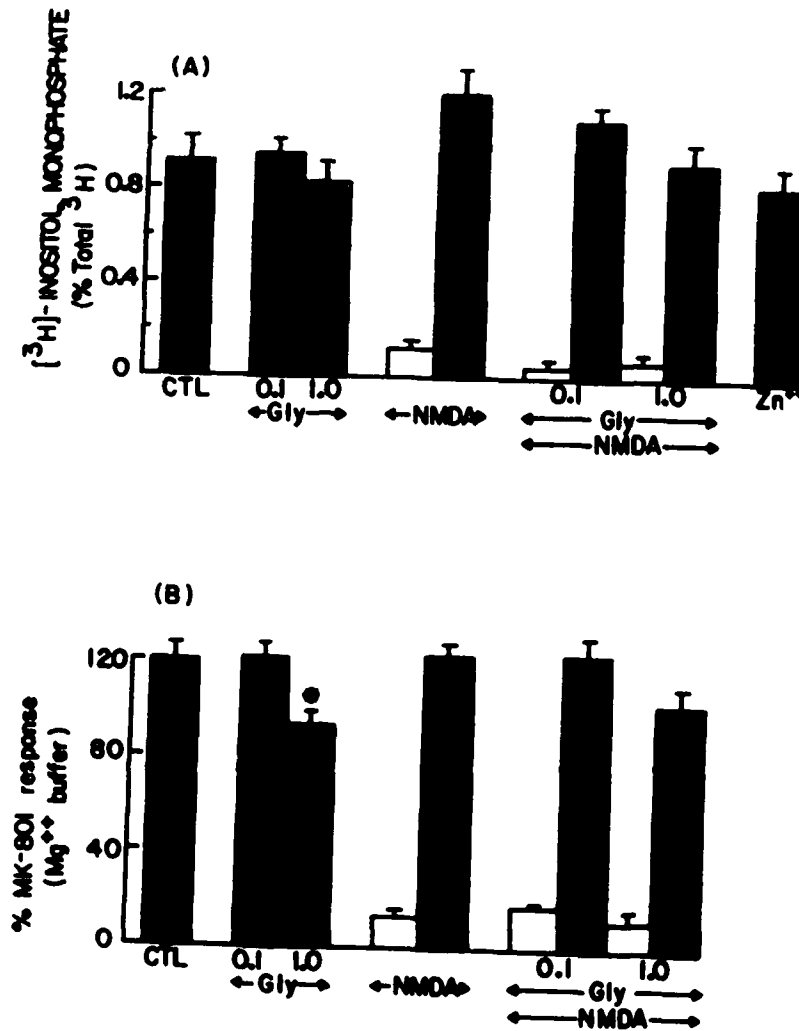 (A)
[³H]-INOSITOL MONOPHOSPHATE
(% Total ³H)
1.2
0.8
0.4
0
CTL
0.1 1.0
Gly
NMDA
0.1 1.0
Gly
NMDA
Zn⁺⁺
(B)
% MK-801 response
(Mg⁺⁺ buffer)
120
80
40
0
CTL
0.1 1.0
Gly
NMDA
0.1 1.0
Gly
NMDA